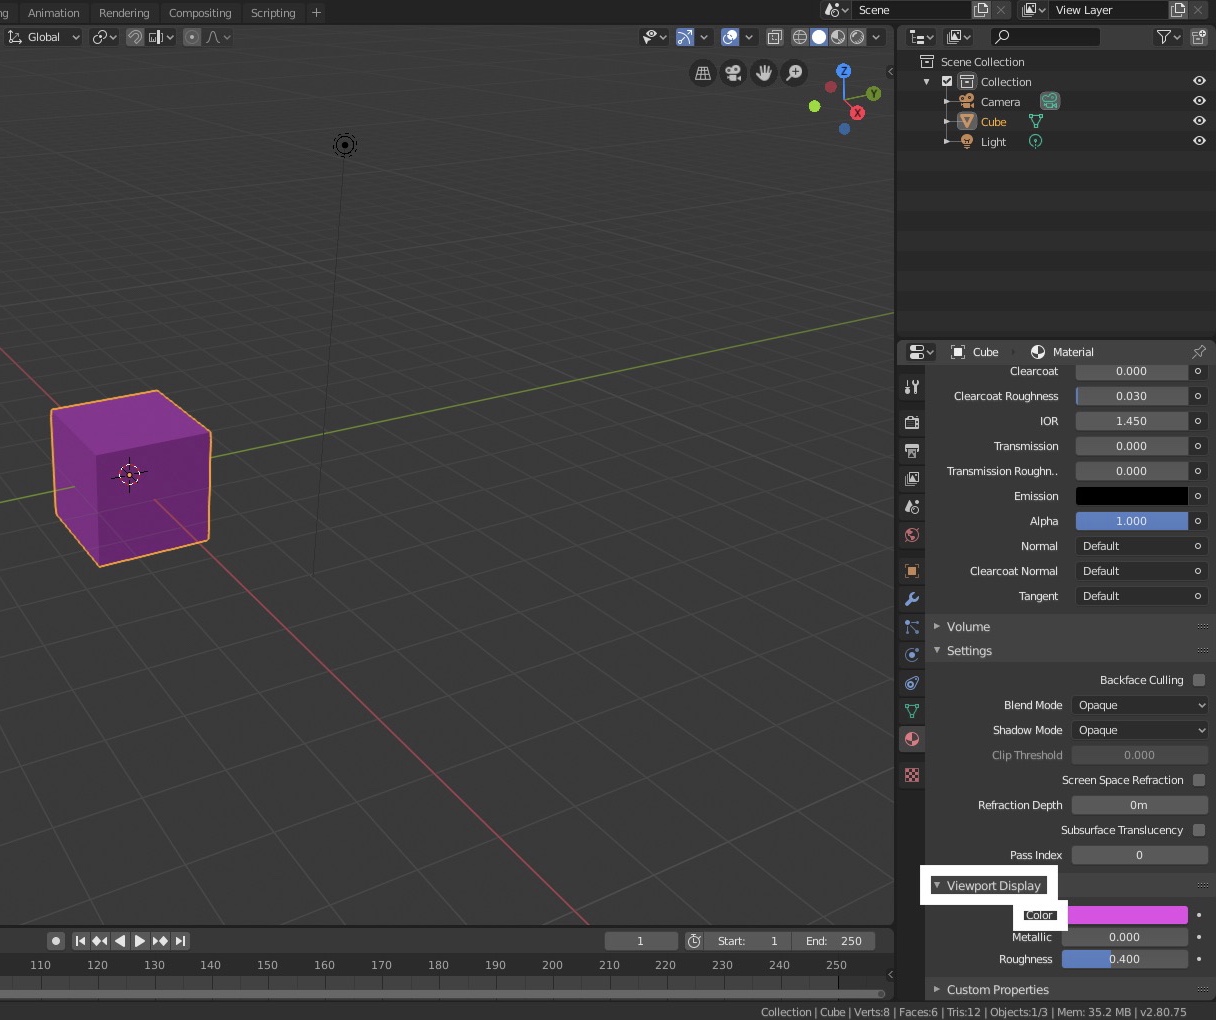 ng Animation Rendering Compositing Scripting +
Scene View Layer
Global
Z
Y
X
Scene Collection
Collection
Camera
Cube
Light
Cube Material
Clearcoat 0.000
Clearcoat Roughness 0.030
IOR 1.450
Transmission 0.000
Transmission Roughn.. 0.000
Emission
Alpha 1.000
Normal Default
Clearcoat Normal Default
Tangent Default
Volume
Settings
Backface Culling
Blend Mode Opaque
Shadow Mode Opaque
Clip Threshold 0.000
Screen Space Refraction
Refraction Depth 0m
Subsurface Translucency
Pass Index 0
Viewport Display
Color
Metallic 0.000
Roughness 0.400
Custom Properties
1 Start: 1 End: 250
110 120 130 140 150 160 170 180 190 200 210 220 230 240 250
Collection | Cube | Verts:8 | Faces:6 | Tris:12 | Objects:1/3 | Mem: 35.2 MB | v2.80.75